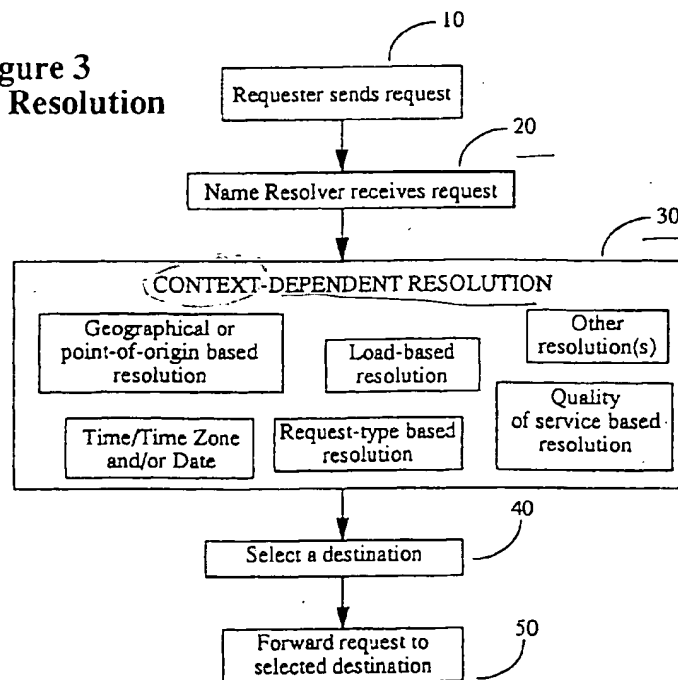 10
gure 3
Resolution
Requester sends request
20
Name Resolver receives request
30
CONTEXT-DEPENDENT RESOLUTION
Geographical or
point-of-origin based
resolution
Load-based
resolution
Other
resolution(s)
Time/Time Zone
and/or Date
Request-type based
resolution
Quality
of service based
resolution
40
Select a destination
50
Forward request to
selected destination